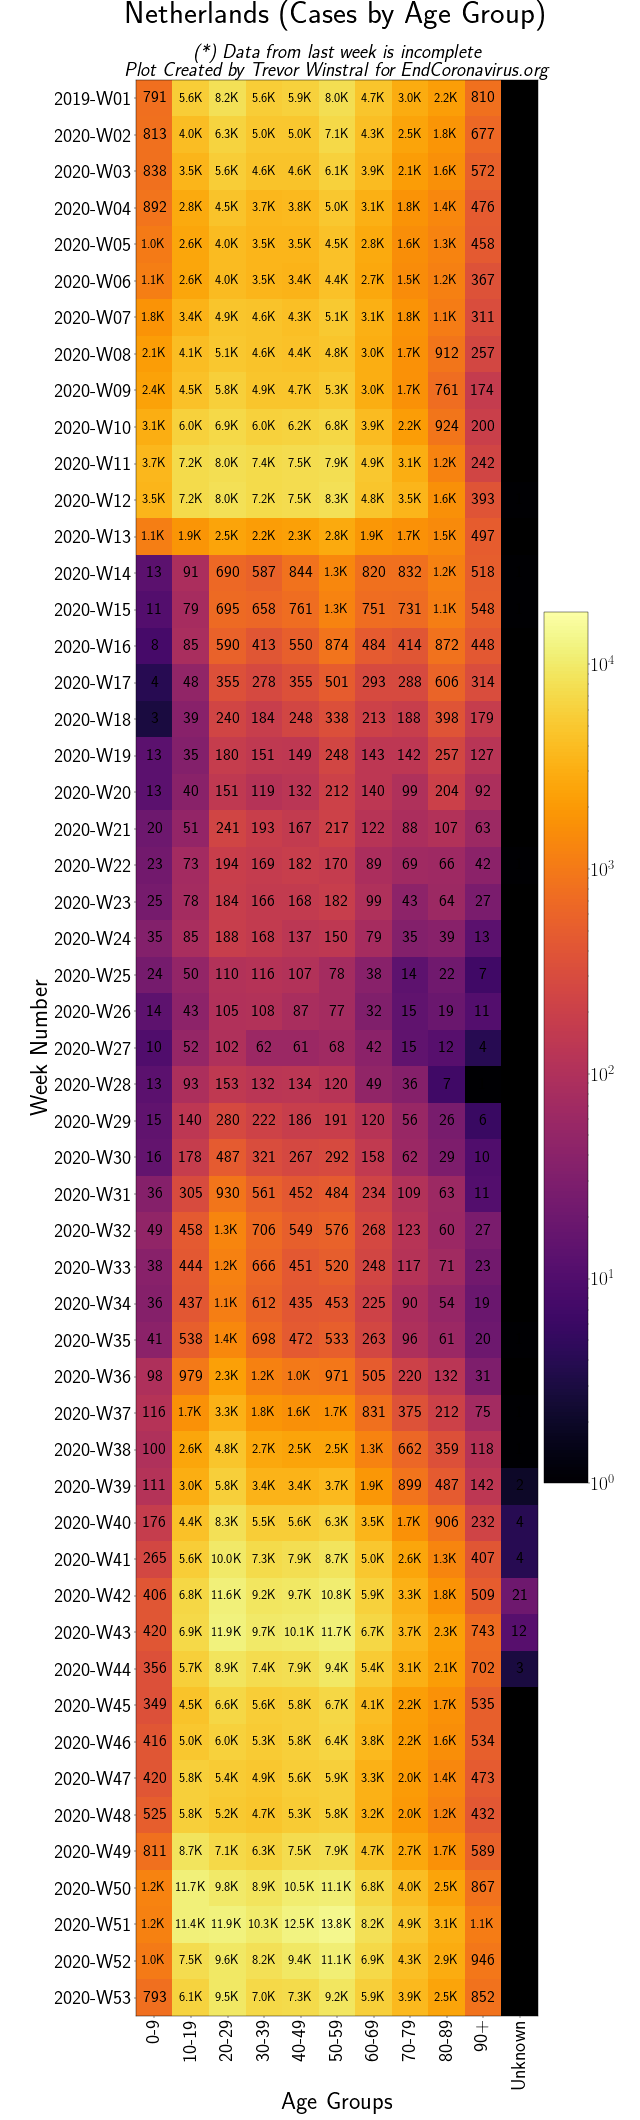 Netherlands (Cases by Age Group)
(*) Data from last week is incomplete
Plot Created by Trevor Winstral for EndCoronavirus.org
2019-W01 791 5.6K 8.2K 5.6K 5.9K 8.0K 4.7K 3.0K 2.2K 810
2020-W02 813 4.0K 6.3K 5.0K 5.0K 7.1K 4.3K 2.5K 1.8K 677
2020-W03 838 3.5K 5.6K 4.6K 4.6K 6.1K 3.9K 2.1K 1.6K 572
2020-W04 892 2.8K 4.5K 3.7K 3.8K 5.0K 3.1K 1.8K 1.4K 476
2020-W05 1.0K 2.6K 4.0K 3.5K 3.5K 4.5K 2.8K 1.6K 1.3K 458
2020-W06 1.1K 2.6K 4.0K 3.5K 3.4K 4.4K 2.7K 1.5K 1.2K 367
2020-W07 1.8K 3.4K 4.9K 4.6K 4.3K 5.1K 3.1K 1.8K 1.1K 311
2020-W08 2.1K 4.1K 5.1K 4.6K 4.4K 4.8K 3.0K 1.7K 912 257
2020-W09 2.4K 4.5K 5.8K 4.9K 4.7K 5.3K 3.0K 1.7K 761 174
2020-W10 3.1K 6.0K 6.9K 6.0K 6.2K 6.8K 3.9K 2.2K 924 200
2020-W11 3.7K 7.2K 8.0K 7.4K 7.5K 7.9K 4.9K 3.1K 1.2K 242
2020-W12 3.5K 7.2K 8.0K 7.2K 7.5K 8.3K 4.8K 3.5K 1.6K 393
2020-W13 1.1K 1.9K 2.5K 2.2K 2.3K 2.8K 1.9K 1.7K 1.5K 497
2020-W14 13 91 690 587 844 1.3K 820 832 1.2K 518
2020-W15 11 79 695 658 761 1.3K 751 731 1.1K 548
2020-W16 8 85 590 413 550 874 484 414 872 448
2020-W17 4 48 355 278 355 501 293 288 606 314
2020-W18 3 39 240 184 248 338 213 188 398 179
2020-W19 13 35 180 151 149 248 143 142 257 127
2020-W20 13 40 151 119 132 212 140 99 204 92
2020-W21 20 51 241 193 167 217 122 88 107 63
2020-W22 23 73 194 169 182 170 89 69 66 42
2020-W23 25 78 184 166 168 182 99 43 64 27
2020-W24 35 85 188 168 137 150 79 35 39 13
2020-W25 24 50 110 116 107 78 38 14 22 7
2020-W26 14 43 105 108 87 77 32 15 19 11
2020-W27 10 52 102 62 61 68 42 15 12 4
2020-W28 13 93 153 132 134 120 49 36 7
2020-W29 15 140 280 222 186 191 120 56 26 6
2020-W30 16 178 487 321 267 292 158 62 29 10
2020-W31 36 305 930 561 452 484 234 109 63 11
2020-W32 49 458 1.3K 706 549 576 268 123 60 27
2020-W33 38 444 1.2K 666 451 520 248 117 71 23
2020-W34 36 437 1.1K 612 435 453 225 90 54 19
2020-W35 41 538 1.4K 698 472 533 263 96 61 20
2020-W36 98 979 2.3K 1.2K 1.0K 971 505 220 132 31
2020-W37 116 1.7K 3.3K 1.8K 1.6K 1.7K 831 375 212 75
2020-W38 100 2.6K 4.8K 2.7K 2.5K 2.5K 1.3K 662 359 118
2020-W39 111 3.0K 5.8K 3.4K 3.4K 3.7K 1.9K 899 487 142 2
2020-W40 176 4.4K 8.3K 5.5K 5.6K 6.3K 3.5K 1.7K 906 232 4
2020-W41 265 5.6K 10.0K 7.3K 7.9K 8.7K 5.0K 2.6K 1.3K 407 4
2020-W42 406 6.8K 11.6K 9.2K 9.7K 10.8K 5.9K 3.3K 1.8K 509 21
2020-W43 420 6.9K 11.9K 9.7K 10.1K 11.7K 6.7K 3.7K 2.3K 743 12
2020-W44 356 5.7K 8.9K 7.4K 7.9K 9.4K 5.4K 3.1K 2.1K 702 3
2020-W45 349 4.5K 6.6K 5.6K 5.8K 6.7K 4.1K 2.2K 1.7K 535
2020-W46 416 5.0K 6.0K 5.3K 5.8K 6.4K 3.8K 2.2K 1.6K 534
2020-W47 420 5.8K 5.4K 4.9K 5.6K 5.9K 3.3K 2.0K 1.4K 473
2020-W48 525 5.8K 5.2K 4.7K 5.3K 5.8K 3.2K 2.0K 1.2K 432
2020-W49 811 8.7K 7.1K 6.3K 7.5K 7.9K 4.7K 2.7K 1.7K 589
2020-W50 1.2K 11.7K 9.8K 8.9K 10.5K 11.1K 6.8K 4.0K 2.5K 867
2020-W51 1.2K 11.4K 11.9K 10.3K 12.5K 13.8K 8.2K 4.9K 3.1K 1.1K
2020-W52 1.0K 7.5K 9.6K 8.2K 9.4K 11.1K 6.9K 4.3K 2.9K 946
2020-W53 793 6.1K 9.5K 7.0K 7.3K 9.2K 5.9K 3.9K 2.5K 852
0-9 10-19 20-29 30-39 40-49 50-59 60-69 70-79 80-89 90+ Unknown
Age Groups
Week Number
10⁴
10³
10²
10¹
10⁰